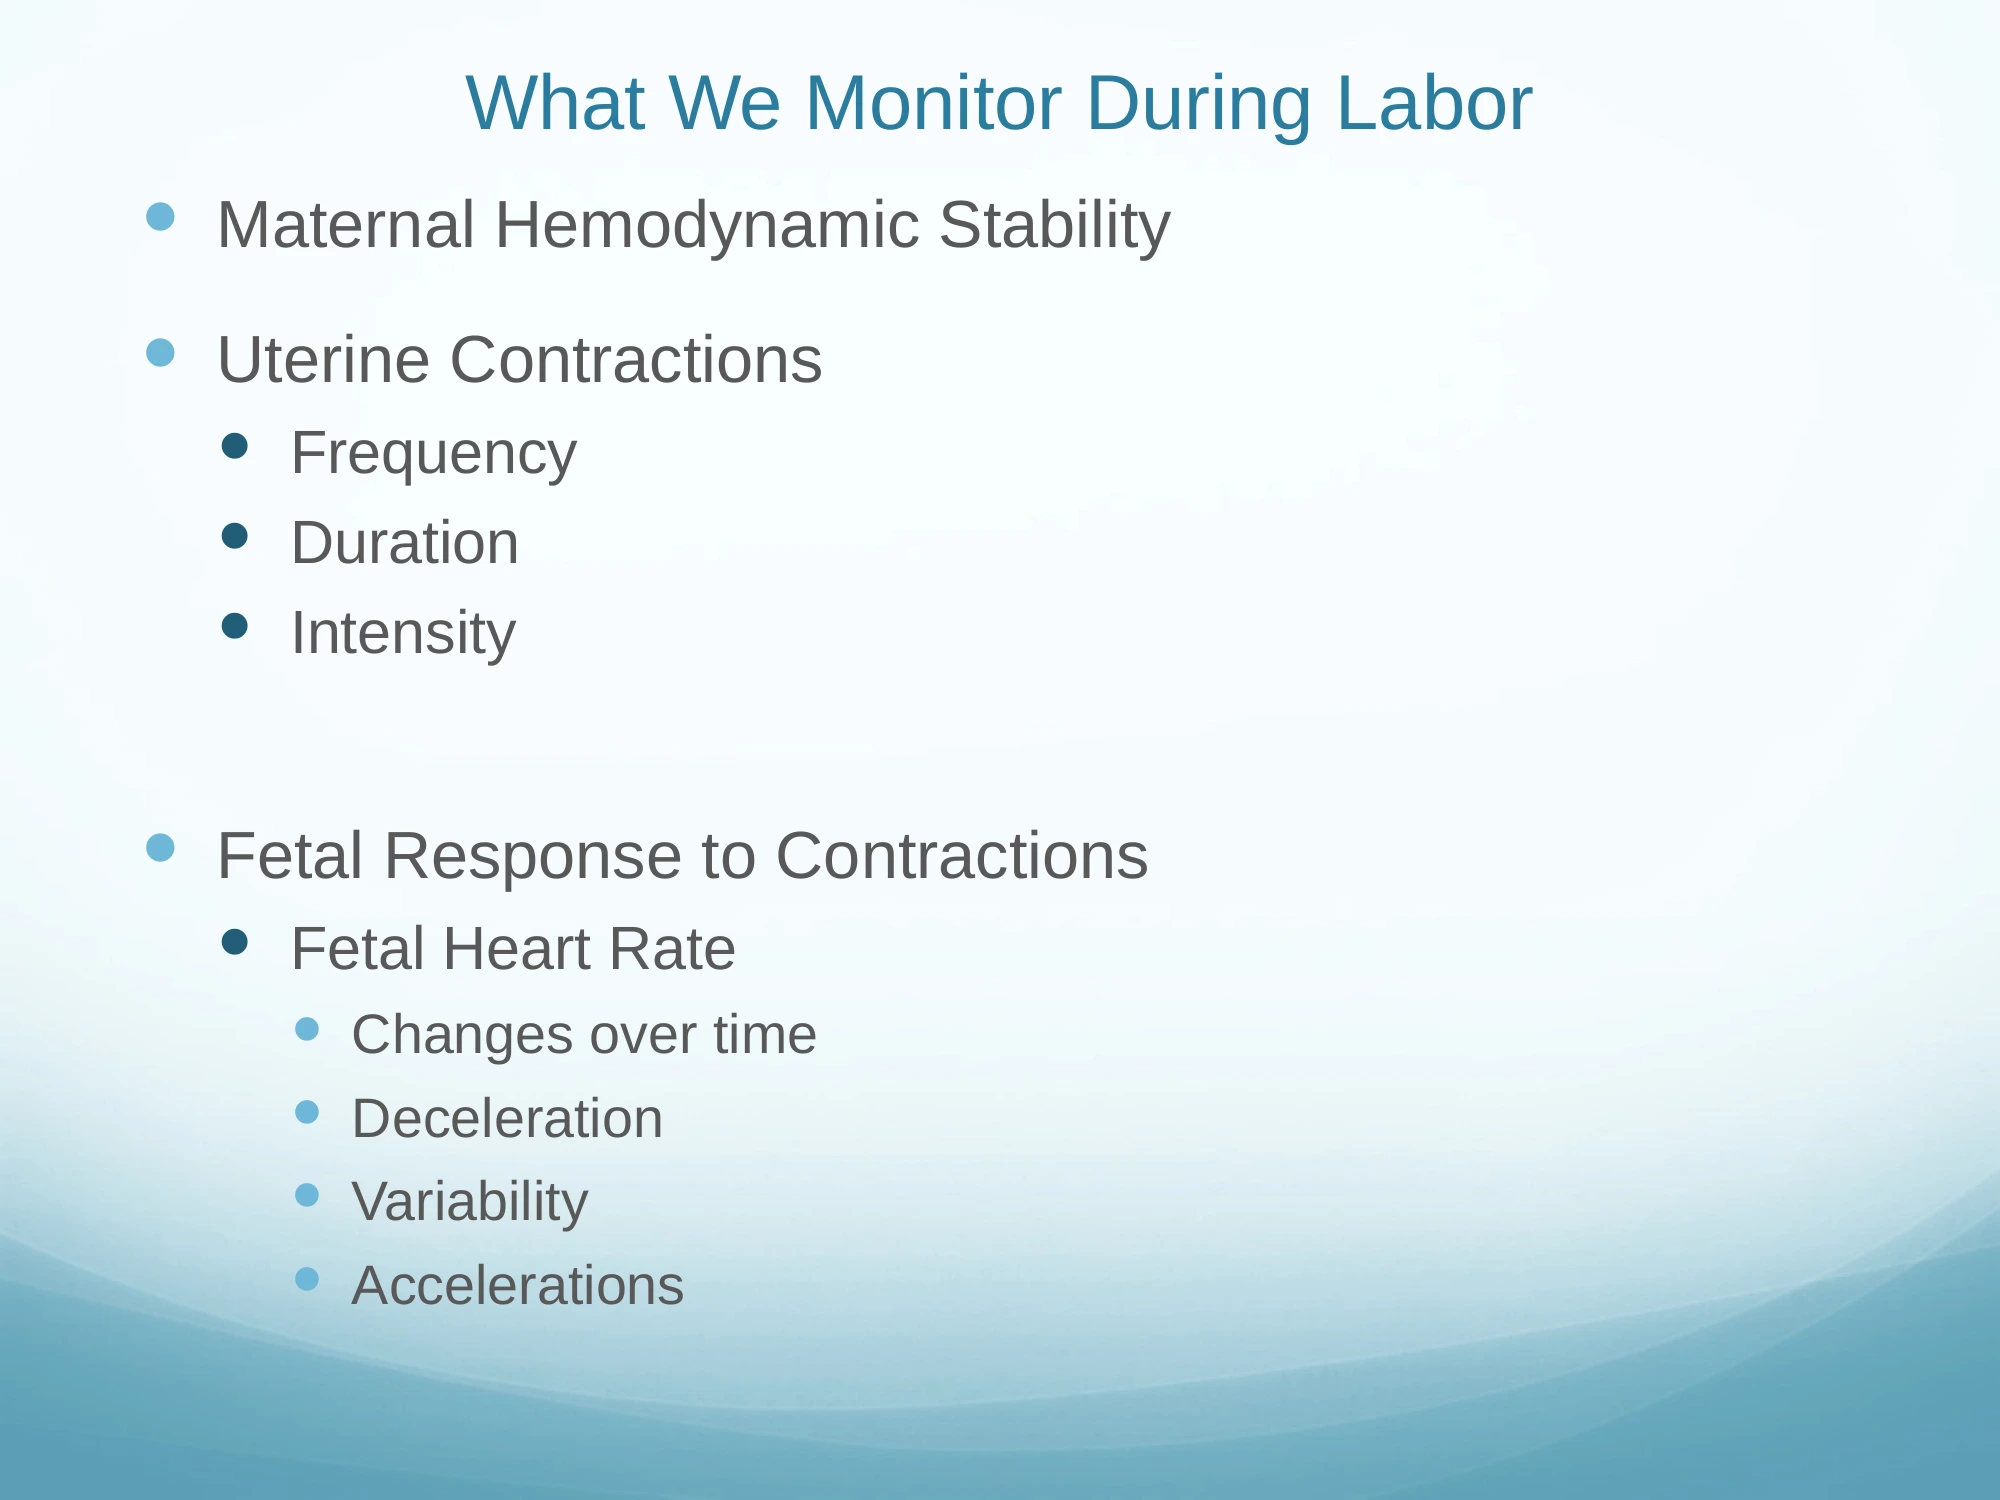 What We Monitor During Labor
Maternal Hemodynamic Stability
Uterine Contractions
Frequency
Duration
Intensity
Fetal Response to Contractions
Fetal Heart Rate
Changes over time
Deceleration
Variability
Accelerations